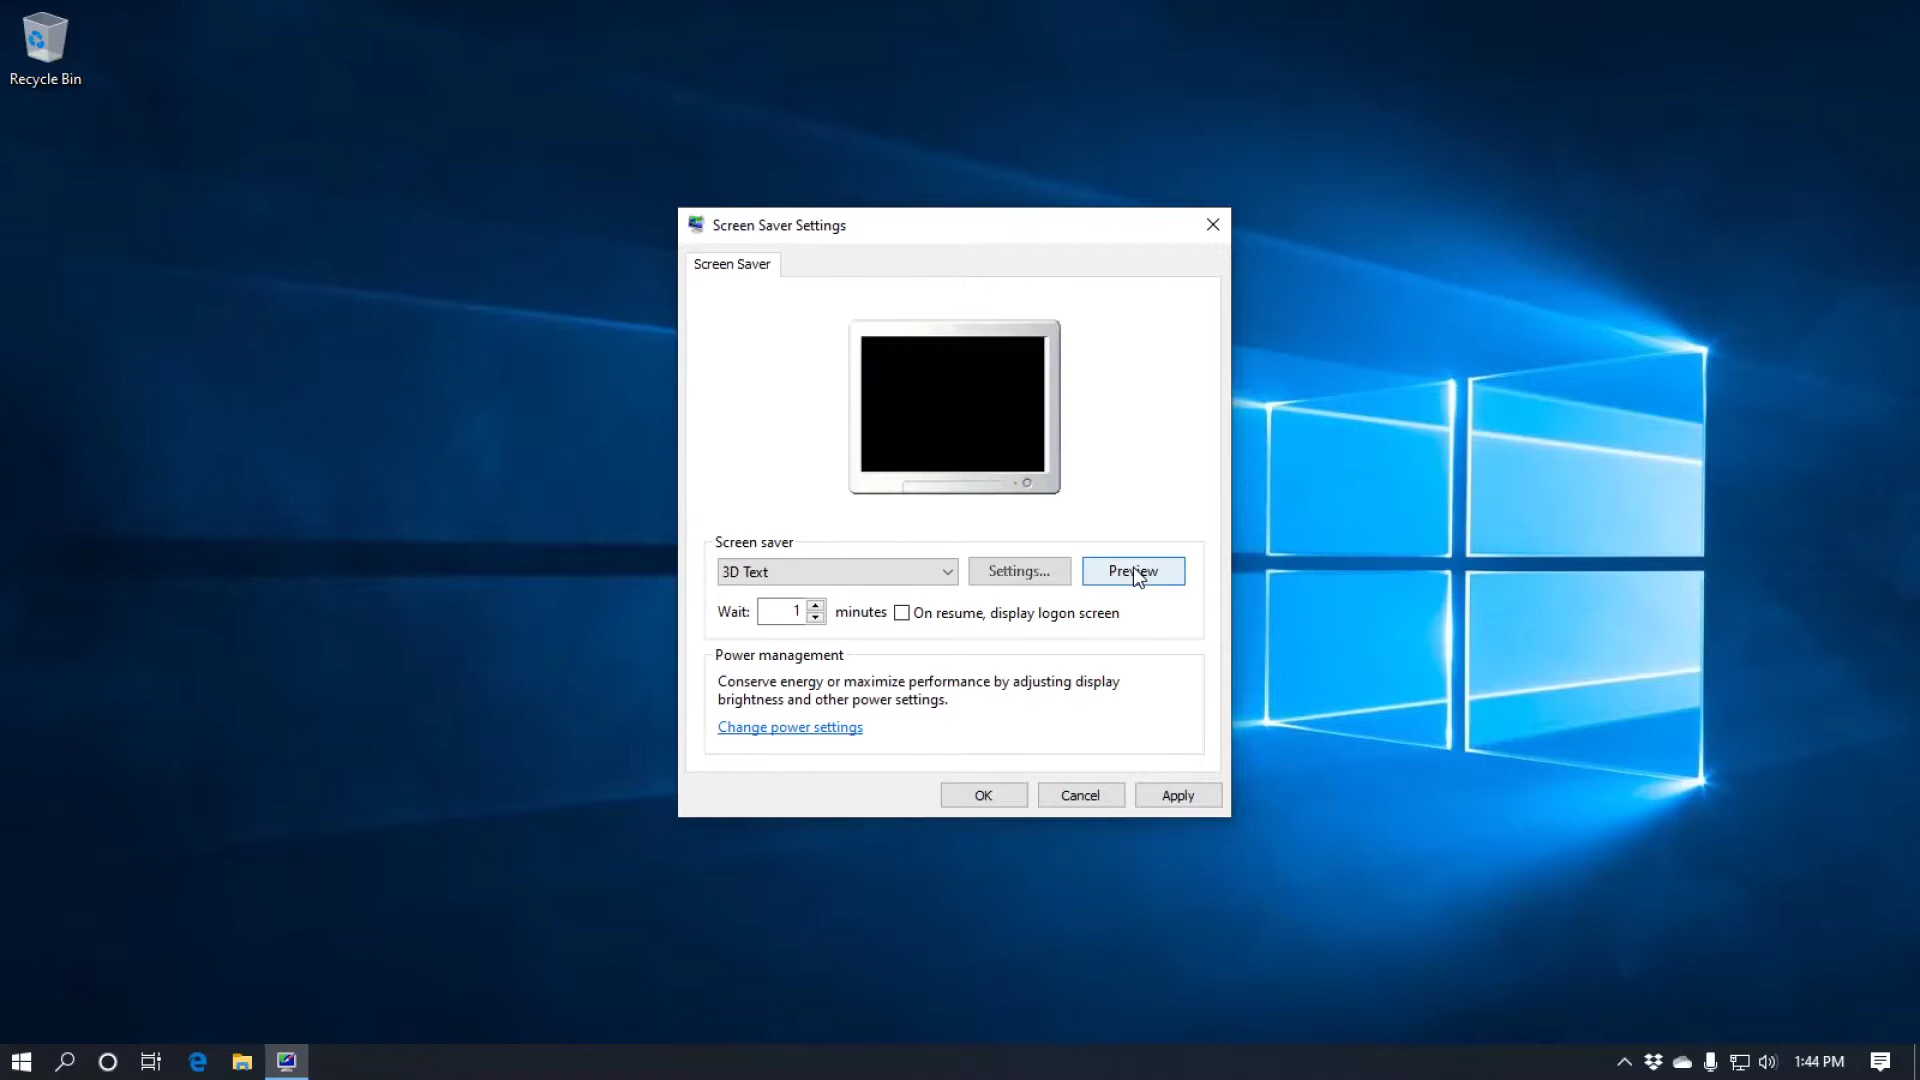 Recycle Bin
Screen Saver Settings
Screen Saver
Screen saver
3D Text
Settings...
Preview
Wait: 1 minutes On resume, display logon screen
Power management
Conserve energy or maximize performance by adjusting display
brightness and other power settings.
Change power settings
OK
Cancel
Apply
1:44 PM